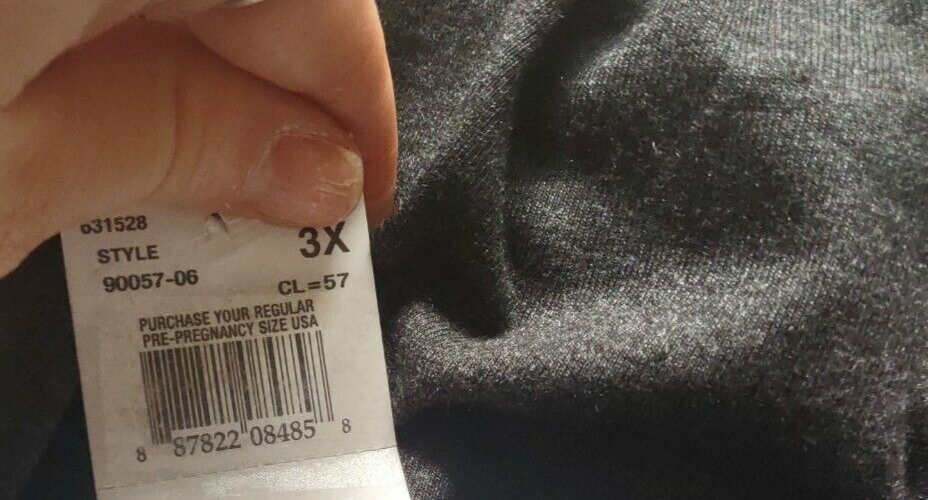 631528
3X
STYLE
90057-06
CL=57
PURCHASE YOUR REGULAR
PRE-PREGNANCY SIZE USA
8 87822 08485 8